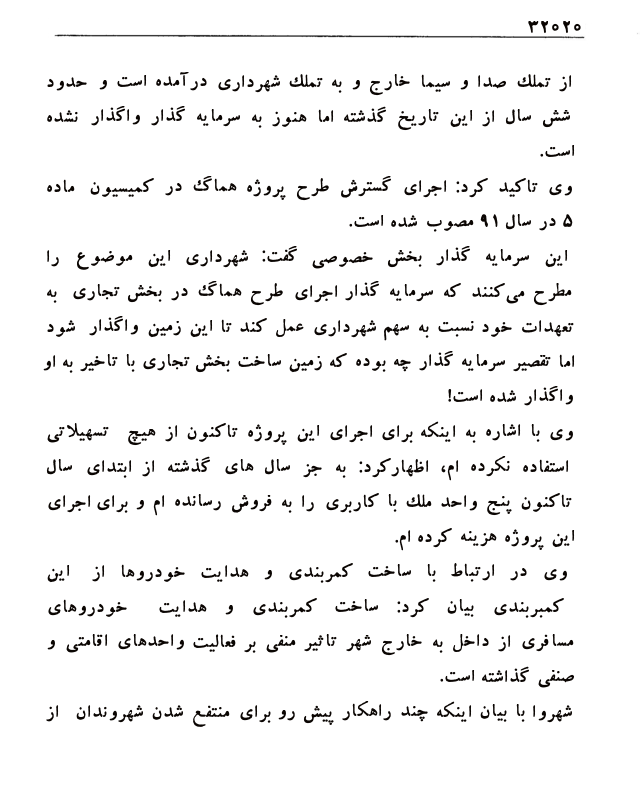 ۳۲۰۲۰
از تملك صدا و سیما خارج و به تملك شهرداری درآمده است و حدود
شش سال از این تاریخ گذشته اما هنوز به سرمایه گذار واگذار نشده
است.
وی تاکید کرد: اجرای گسترش طرح پروژه هماگ در کمیسیون ماده
۵ در سال ۹۱ مصوب شده است.
این سرمایه گذار بخش خصوصی گفت: شهرداری این موضوع را
مطرح می‌کنند که سرمایه گذار اجرای طرح هماگ در بخش تجاری به
تعهدات خود نسبت به سهم شهرداری عمل کند تا این زمین واگذار شود
اما تقصیر سرمایه گذار چه بوده که زمین ساخت بخش تجاری با تاخیر به او
واگذار شده است!
وی با اشاره به اینکه برای اجرای این پروژه تاکنون از هیچ تسهیلاتی
استفاده نکرده ام، اظهارکرد: به جز سال های گذشته از ابتدای سال
تاکنون پنج واحد ملك با کاربری را به فروش رسانده ام و برای اجرای
این پروژه هزینه کرده ام.
وی در ارتباط با ساخت کمربندی و هدایت خودروها از این
کمبربندی بیان کرد: ساخت کمربندی و هدایت خودروهای
مسافری از داخل به خارج شهر تاثیر منفی بر فعالیت واحدهای اقامتی و
صنفی گذاشته است.
شهروا با بیان اینکه چند راهکار پیش رو برای منتفع شدن شهروندان از